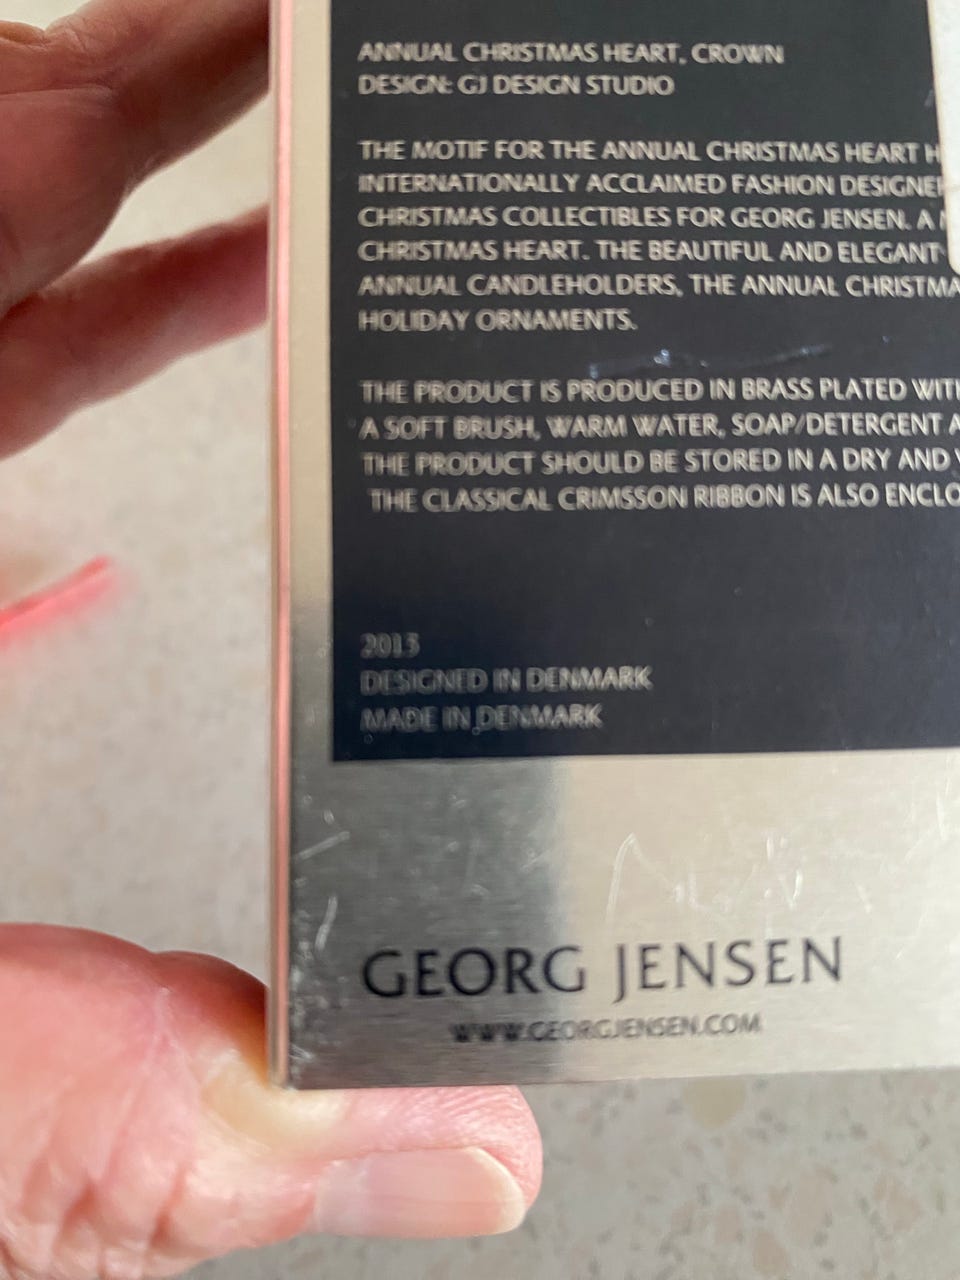 ANNUAL CHRISTMAS HEART, CROWN
DESIGN: GJ DESIGN STUDIO
THE MOTIF FOR THE ANNUAL CHRISTMAS HEART
INTERNATIONALLY ACCLAIMED FASHION
CHRISTMAS COLLECTIBLES FOR GEORG JENSEN. A
CHRISTMAS HEART. THE BEAUTIFUL AND ELEGANT
ANNUAL CANDLEHOLDERS, THE ANNUAL
HOLIDAY ORNAMENTS.
THE PRODUCT IS PRODUCED IN BRASS PLATED
A SOFT BRUSH, WARM WATER, SOAP/DETERGENT
THE PRODUCT SHOULD BE STORED IN A DRY AND
THE CLASSICAL CRIMSSON RIBBON IS ALSO
2013
DESIGNED IN DENMARK
MADE IN DENMARK
GEORG JENSEN
WWW.GEORGJENSEN.COM